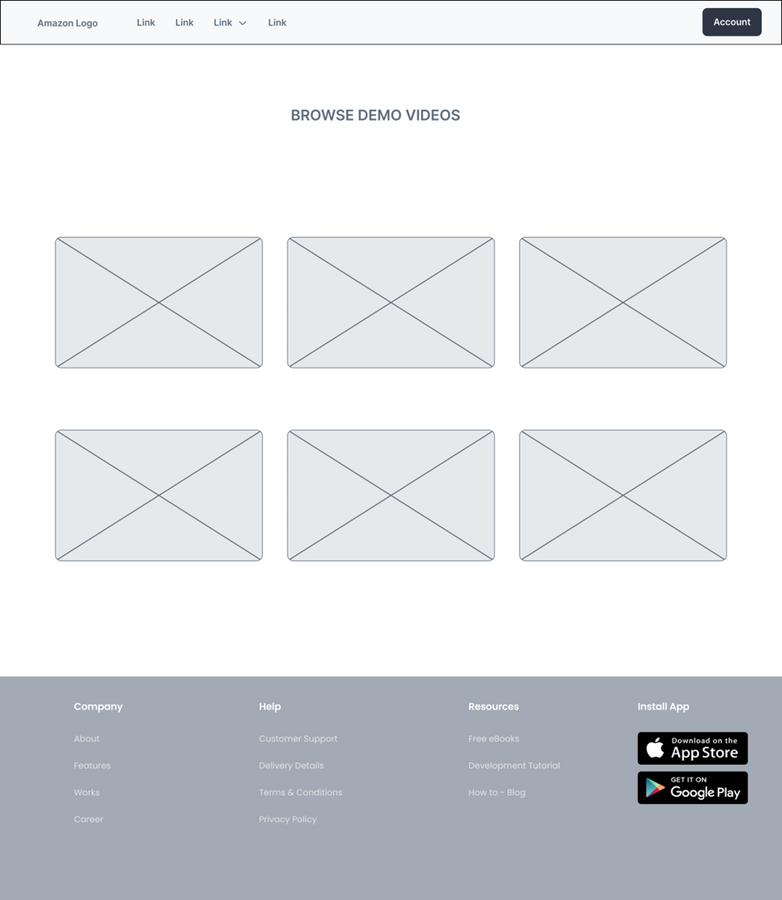 Amazon Logo Link Link Link Link Account
BROWSE DEMO VIDEOS
Company
About
Features
Works
Career
Help
Customer Support
Delivery Details
Terms & Conditions
Privacy Policy
Resources
Free eBooks
Development Tutorial
How to - Blog
Install App
Download on the
App Store
GET IT ON
Google Play